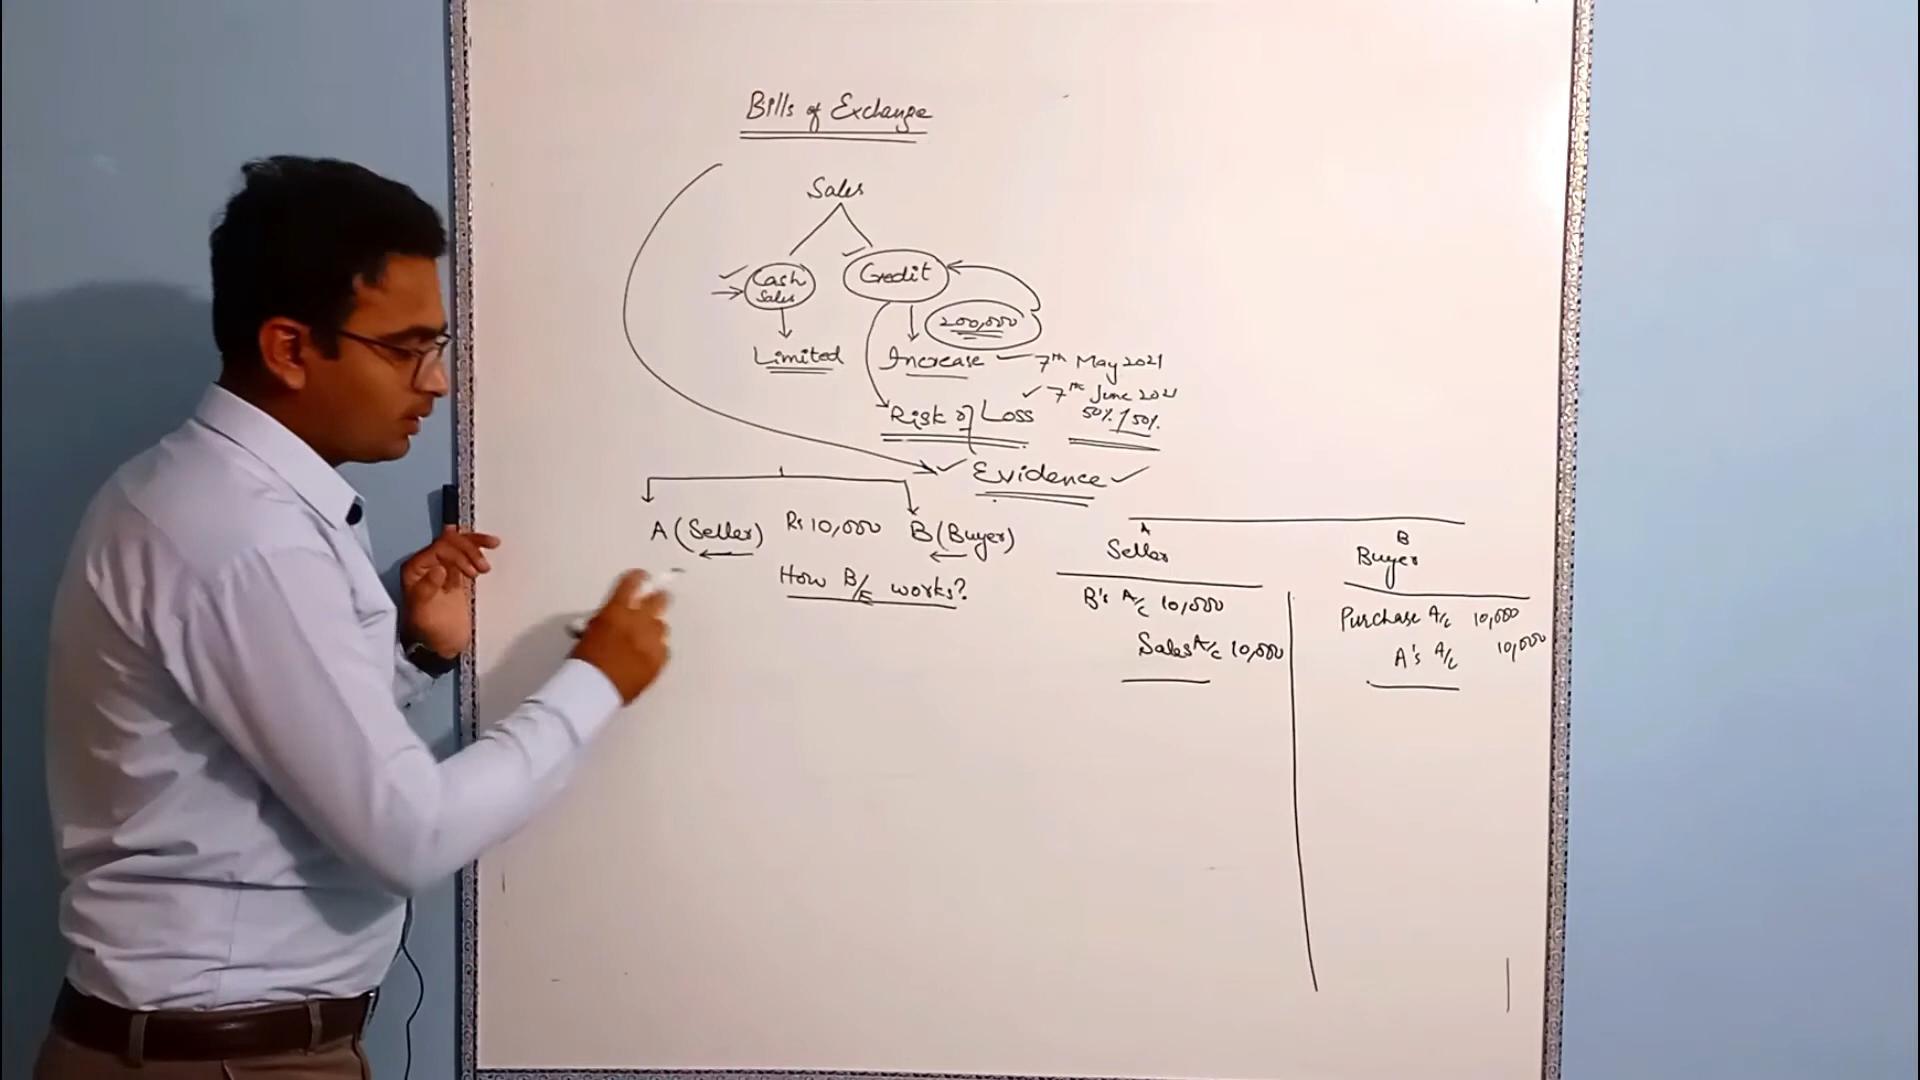 Bills of Exchange
Sales
Cash Sales
Credit
200,000
Limited
Increase
7th May 2021
7th June 2021
Risk of Loss
50% / 50%
Evidence
A (Seller)
Rs 10,000
B (Buyer)
How B/E works?
A
Seller
B's A/c 10,000
Sales A/c 10,000
B
Buyer
Purchase A/c 10,000
A's A/c 10,000